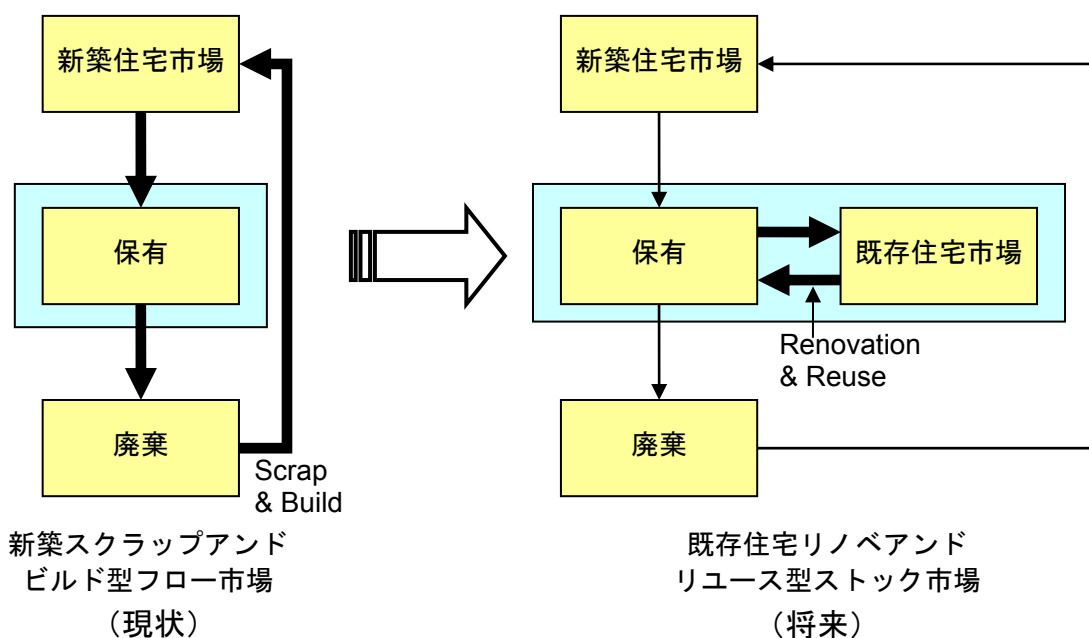 新築住宅市場
保有
廃棄
Scrap
& Build
新築スクラップアンド
ビルド型フロー市場
（現状）
新築住宅市場
保有
既存住宅市場
Renovation
& Reuse
廃棄
既存住宅リノベアンド
リユース型ストック市場
（将来）